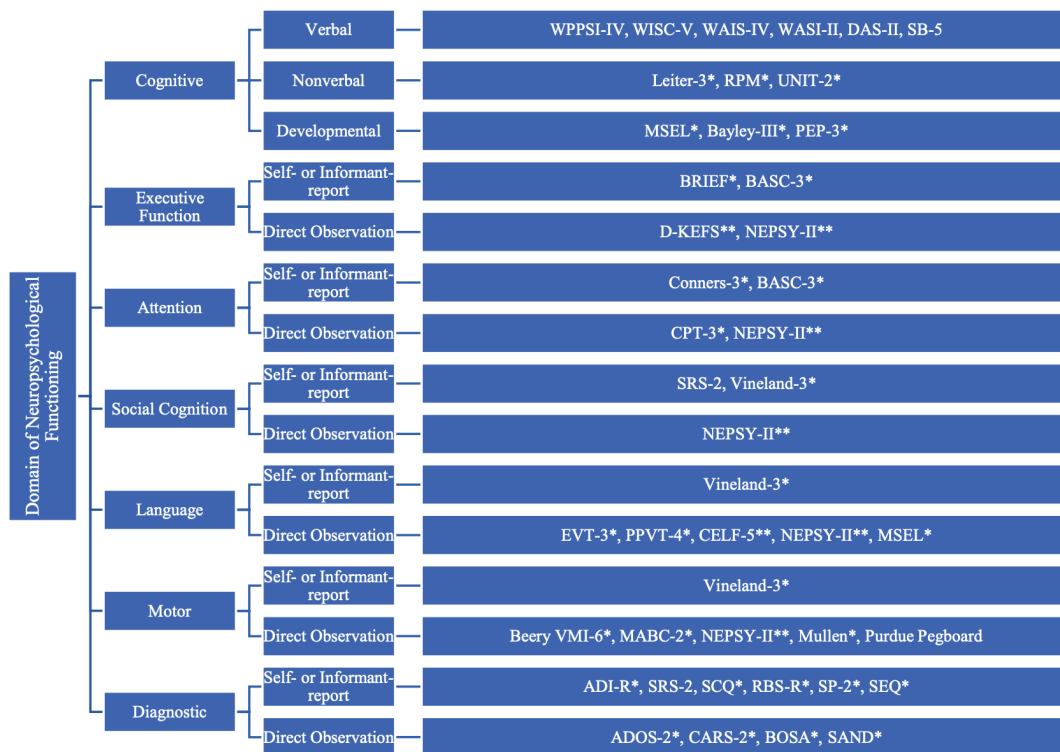 Domain of Neuropsychological
Functioning
Cognitive
Verbal
WPPSI-IV, WISC-V, WAIS-IV, WASI-II, DAS-II, SB-5
Nonverbal
Leiter-3*, RPM*, UNIT-2*
Developmental
MSEL*, Bayley-III*, PEP-3*
Executive
Function
Self- or Informant-
report
BRIEF*, BASC-3*
Direct Observation
D-KEFS**, NEPSY-II**
Attention
Self- or Informant-
report
Conners-3*, BASC-3*
Direct Observation
CPT-3*, NEPSY-II**
Social Cognition
Self- or Informant-
report
SRS-2, Vineland-3*
Direct Observation
NEPSY-II**
Language
Self- or Informant-
report
Vineland-3*
Direct Observation
EVT-3*, PPVT-4*, CELF-5**, NEPSY-II**, MSEL*
Motor
Self- or Informant-
report
Vineland-3*
Direct Observation
Beery VMI-6*, MABC-2*, NEPSY-II**, Mullen*, Purdue Pegboard
Diagnostic
Self- or Informant-
report
ADI-R*, SRS-2, SCQ*, RBS-R*, SP-2*, SEQ*
Direct Observation
ADOS-2*, CARS-2*, BOSA*, SAND*